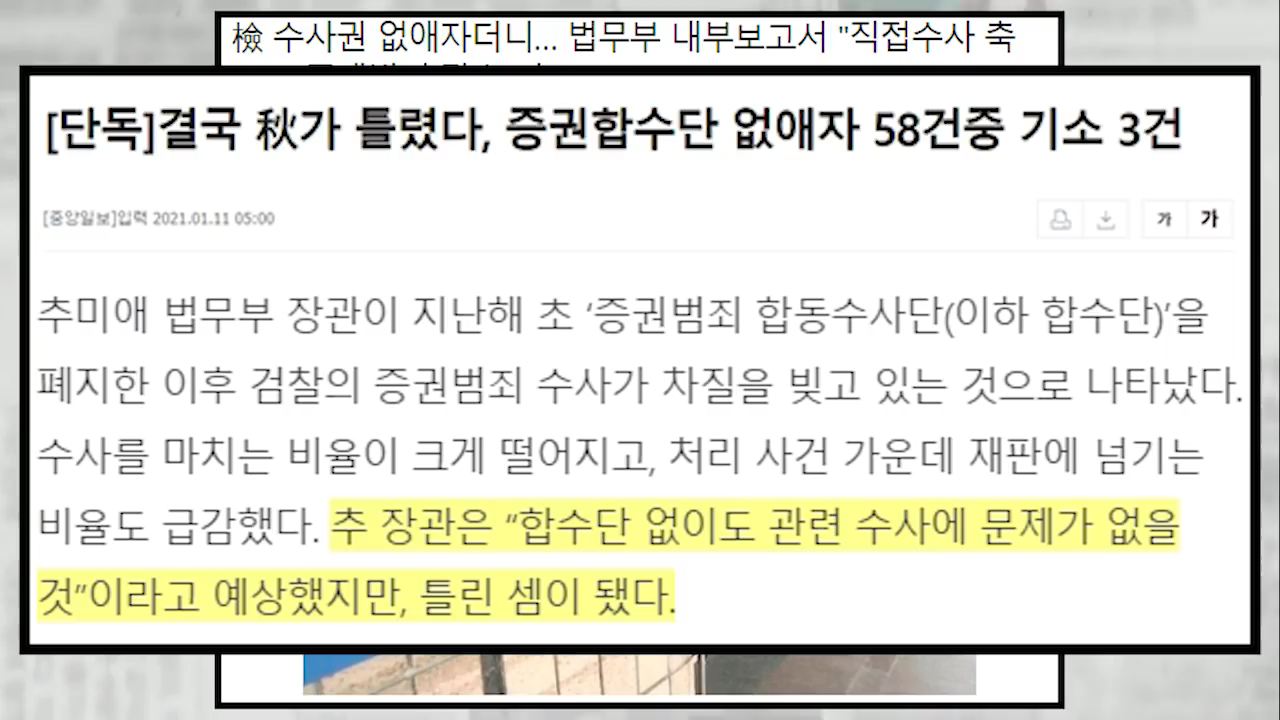 檢 수사권 없애자더니... 법무부 내부보고서 "직접수사 축
[단독]결국 秋가 틀렸다, 증권합수단 없애자 58건중 기소 3건
[중앙일보]입력 2021.01.11 05:00
가 가
추미애 법무부 장관이 지난해 초 ‘증권범죄 합동수사단(이하 합수단)’을
폐지한 이후 검찰의 증권범죄 수사가 차질을 빚고 있는 것으로 나타났다.
수사를 마치는 비율이 크게 떨어지고, 처리 사건 가운데 재판에 넘기는
비율도 급감했다. 추 장관은 “합수단 없이도 관련 수사에 문제가 없을
것”이라고 예상했지만, 틀린 셈이 됐다.